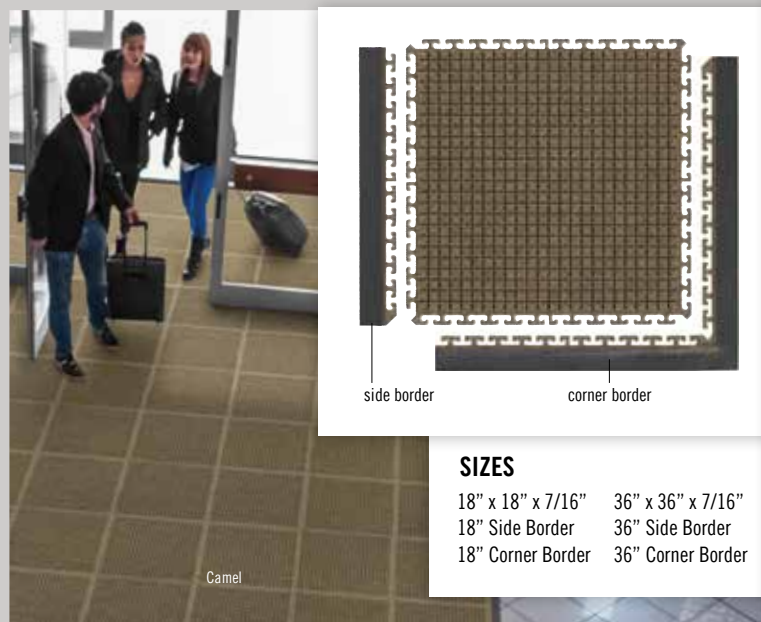 side border
corner border
SIZES
18” x 18” x 7/16”
18” Side Border
18” Corner Border
36” x 36” x 7/16”
36” Side Border
36” Corner Border
Camel